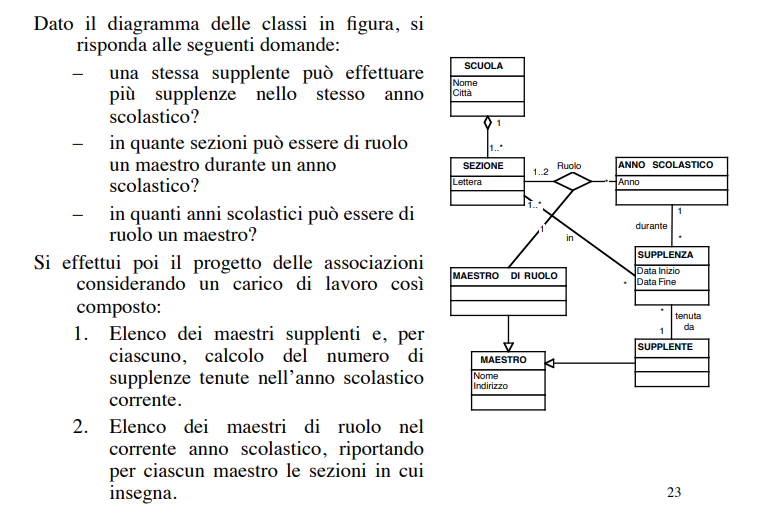 Dato il diagramma delle classi in figura, si
risponda alle seguenti domande:
– una stessa supplente può effettuare
più supplenze nello stesso anno
scolastico?
– in quante sezioni può essere di ruolo
un maestro durante un anno
scolastico?
– in quanti anni scolastici può essere di
ruolo un maestro?
Si effettui poi il progetto delle associazioni
considerando un carico di lavoro così
composto:
1. Elenco dei maestri supplenti e, per
ciascuno, calcolo del numero di
supplenze tenute nell'anno scolastico
corrente.
2. Elenco dei maestri di ruolo nel
corrente anno scolastico, riportando
per ciascun maestro le sezioni in cui
insegna.
SCUOLA
Nome
Città
1
1..*
SEZIONE
Lettera
1..2
Ruolo
*
ANNO SCOLASTICO
Anno
1..*
1
in
*
1
durante
*
SUPPLENZA
Data Inizio
Data Fine
MAESTRO DI RUOLO
*
tenuta
da
1
SUPPLENTE
MAESTRO
Nome
Indirizzo
23